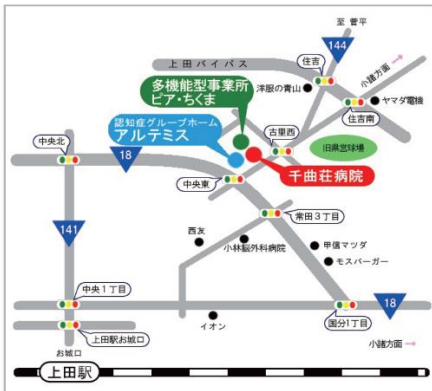 至 菅平
144
上田バイパス
住吉
小諸方面
洋服の青山
ヤマダ電機
住吉南
多機能型事業所
ピア・ちくま
古里西
旧県営球場
認知症グループホーム
アルテミス
中央北
18
千曲荘病院
中央東
常田3丁目
141
西友
小林脳外科病院
甲信マツダ
モスバーガー
中央1丁目
18
イオン
国分1丁目
上田駅お城口
小諸方面
お城口
上田駅